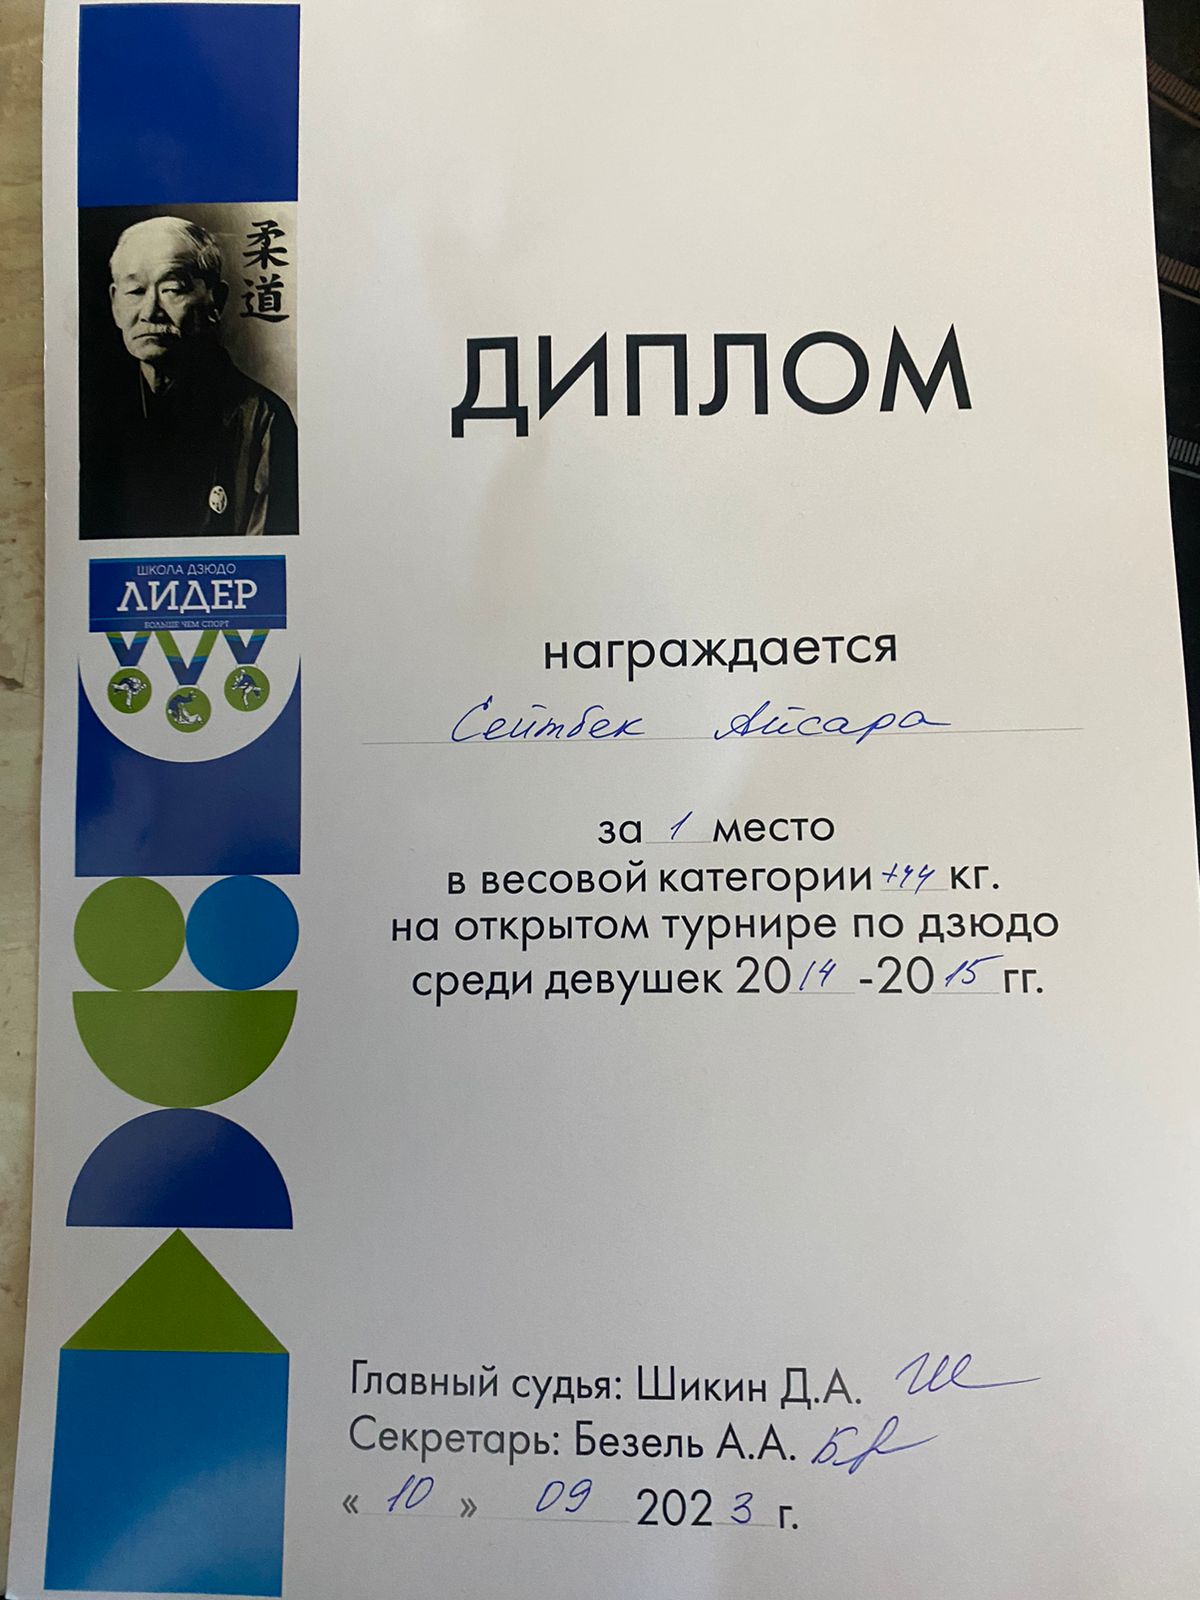 柔道
ДИПЛОМ
ШКОЛА ДЗЮДО
ЛИДЕР
БОЛЬШЕ ЧЕМ СПОРТ
награждается
Сейтбек Айсара
за 1 место
в весовой категории +44 кг.
на открытом турнире по дзюдо
среди девушек 2014-2015 гг.
Главный судья: Шикин Д.А.
Секретарь: Безель А.А.
« 10 » 09 2023 г.